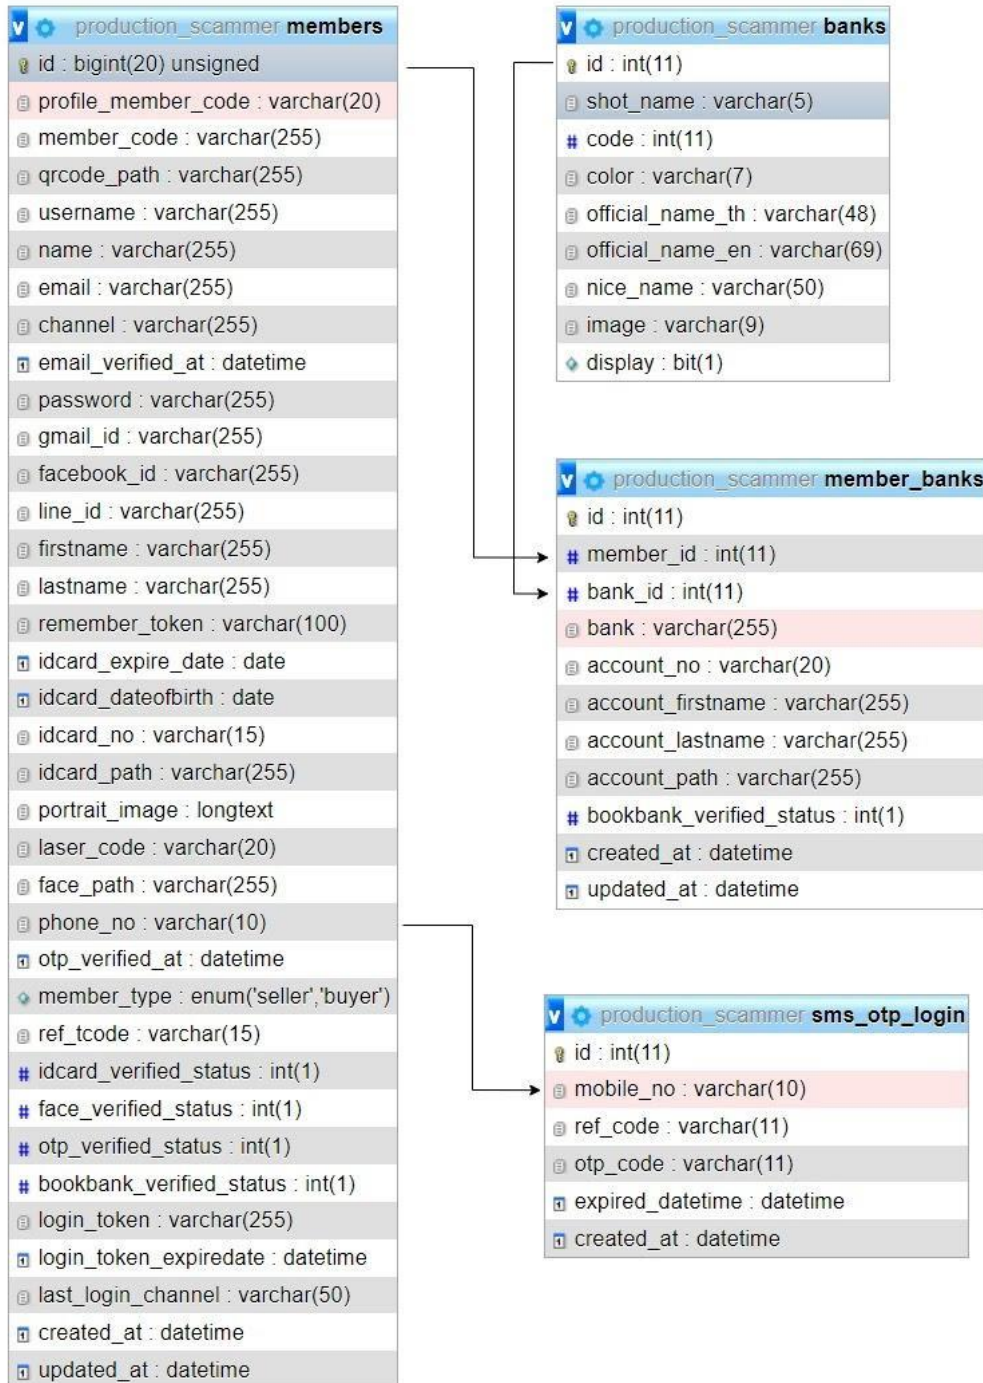 production_scammer members
id : bigint(20) unsigned
profile_member_code : varchar(20)
member_code : varchar(255)
qrcode_path : varchar(255)
username : varchar(255)
name : varchar(255)
email : varchar(255)
channel : varchar(255)
email_verified_at : datetime
password : varchar(255)
gmail_id : varchar(255)
facebook_id : varchar(255)
line_id : varchar(255)
firstname : varchar(255)
lastname : varchar(255)
remember_token : varchar(100)
idcard_expire_date : date
idcard_dateofbirth : date
idcard_no : varchar(15)
idcard_path : varchar(255)
portrait_image : longtext
laser_code : varchar(20)
face_path : varchar(255)
phone_no : varchar(10)
otp_verified_at : datetime
member_type : enum('seller','buyer')
ref_tcode : varchar(15)
# idcard_verified_status : int(1)
# face_verified_status : int(1)
# otp_verified_status : int(1)
# bookbank_verified_status : int(1)
login_token : varchar(255)
login_token_expiredate : datetime
last_login_channel : varchar(50)
created_at : datetime
updated_at : datetime
production_scammer banks
id : int(11)
shot_name : varchar(5)
# code : int(11)
color : varchar(7)
official_name_th : varchar(48)
official_name_en : varchar(69)
nice_name : varchar(50)
image : varchar(9)
display : bit(1)
production_scammer member_banks
id : int(11)
# member_id : int(11)
# bank_id : int(11)
bank : varchar(255)
account_no : varchar(20)
account_firstname : varchar(255)
account_lastname : varchar(255)
account_path : varchar(255)
# bookbank_verified_status : int(1)
created_at : datetime
updated_at : datetime
production_scammer sms_otp_login
id : int(11)
mobile_no : varchar(10)
ref_code : varchar(11)
otp_code : varchar(11)
expired_datetime : datetime
created_at : datetime